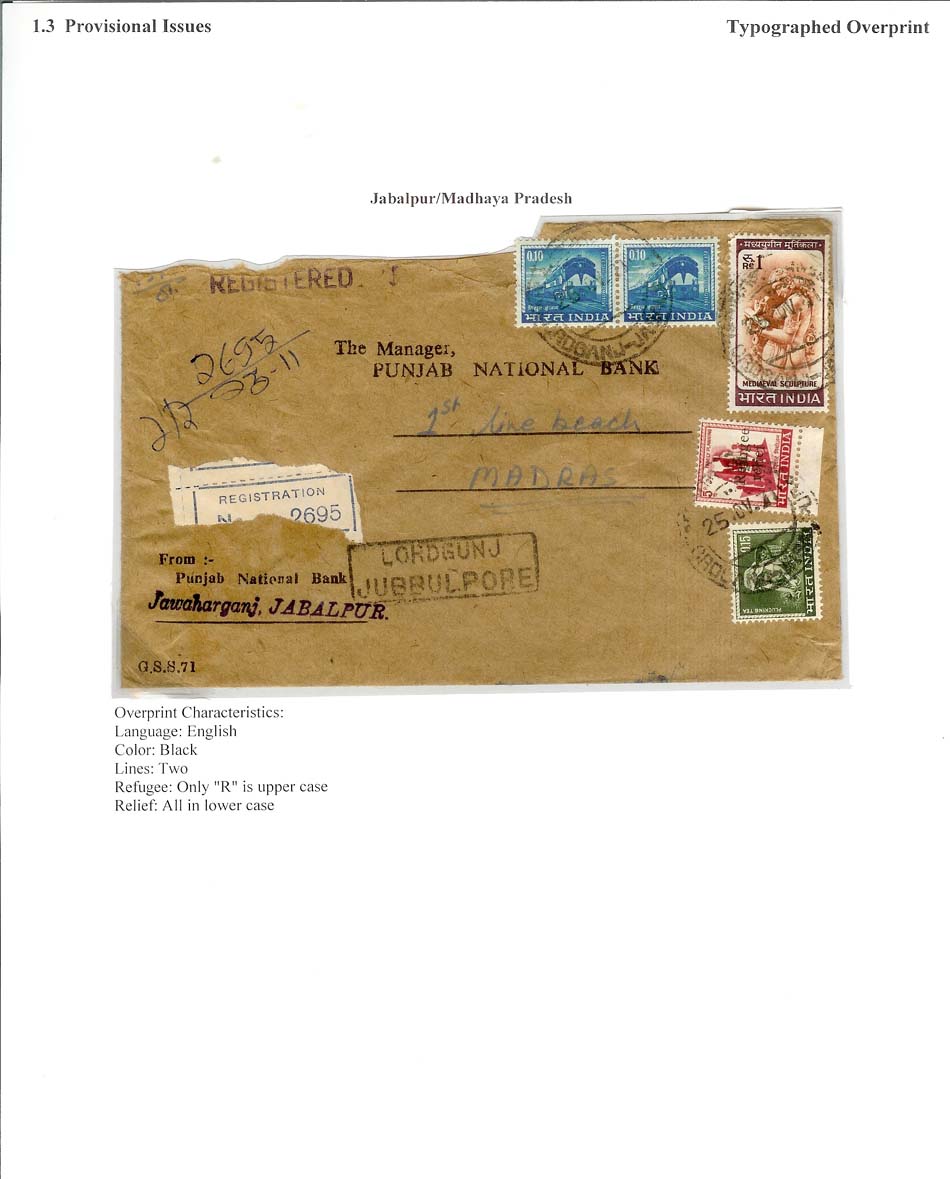 1.3 Provisional Issues
Typographed Overprint
Jabalpur/Madhaya Pradesh
REGISTERED
0.10
भारत INDIA
0.10
भारत INDIA
मध्ययुगीन मूर्तिकला
रु. 1
Re
MEDIAEVAL SCULPTURE
भारत INDIA
2695
23-11
The Manager,
PUNJAB NATIONAL BANK
1st line beach
MADRAS
5
Refugee
relief
भारत INDIA
REGISTRATION
2695
25
0.15
PLUCKING TEA
भारत INDIA
LORDGUNJ
JUBBULPORE
From :-
Punjab National Bank
Jawaharganj, JABALPUR.
G.S.S.71
Overprint Characteristics:
Language: English
Color: Black
Lines: Two
Refugee: Only "R" is upper case
Relief: All in lower case